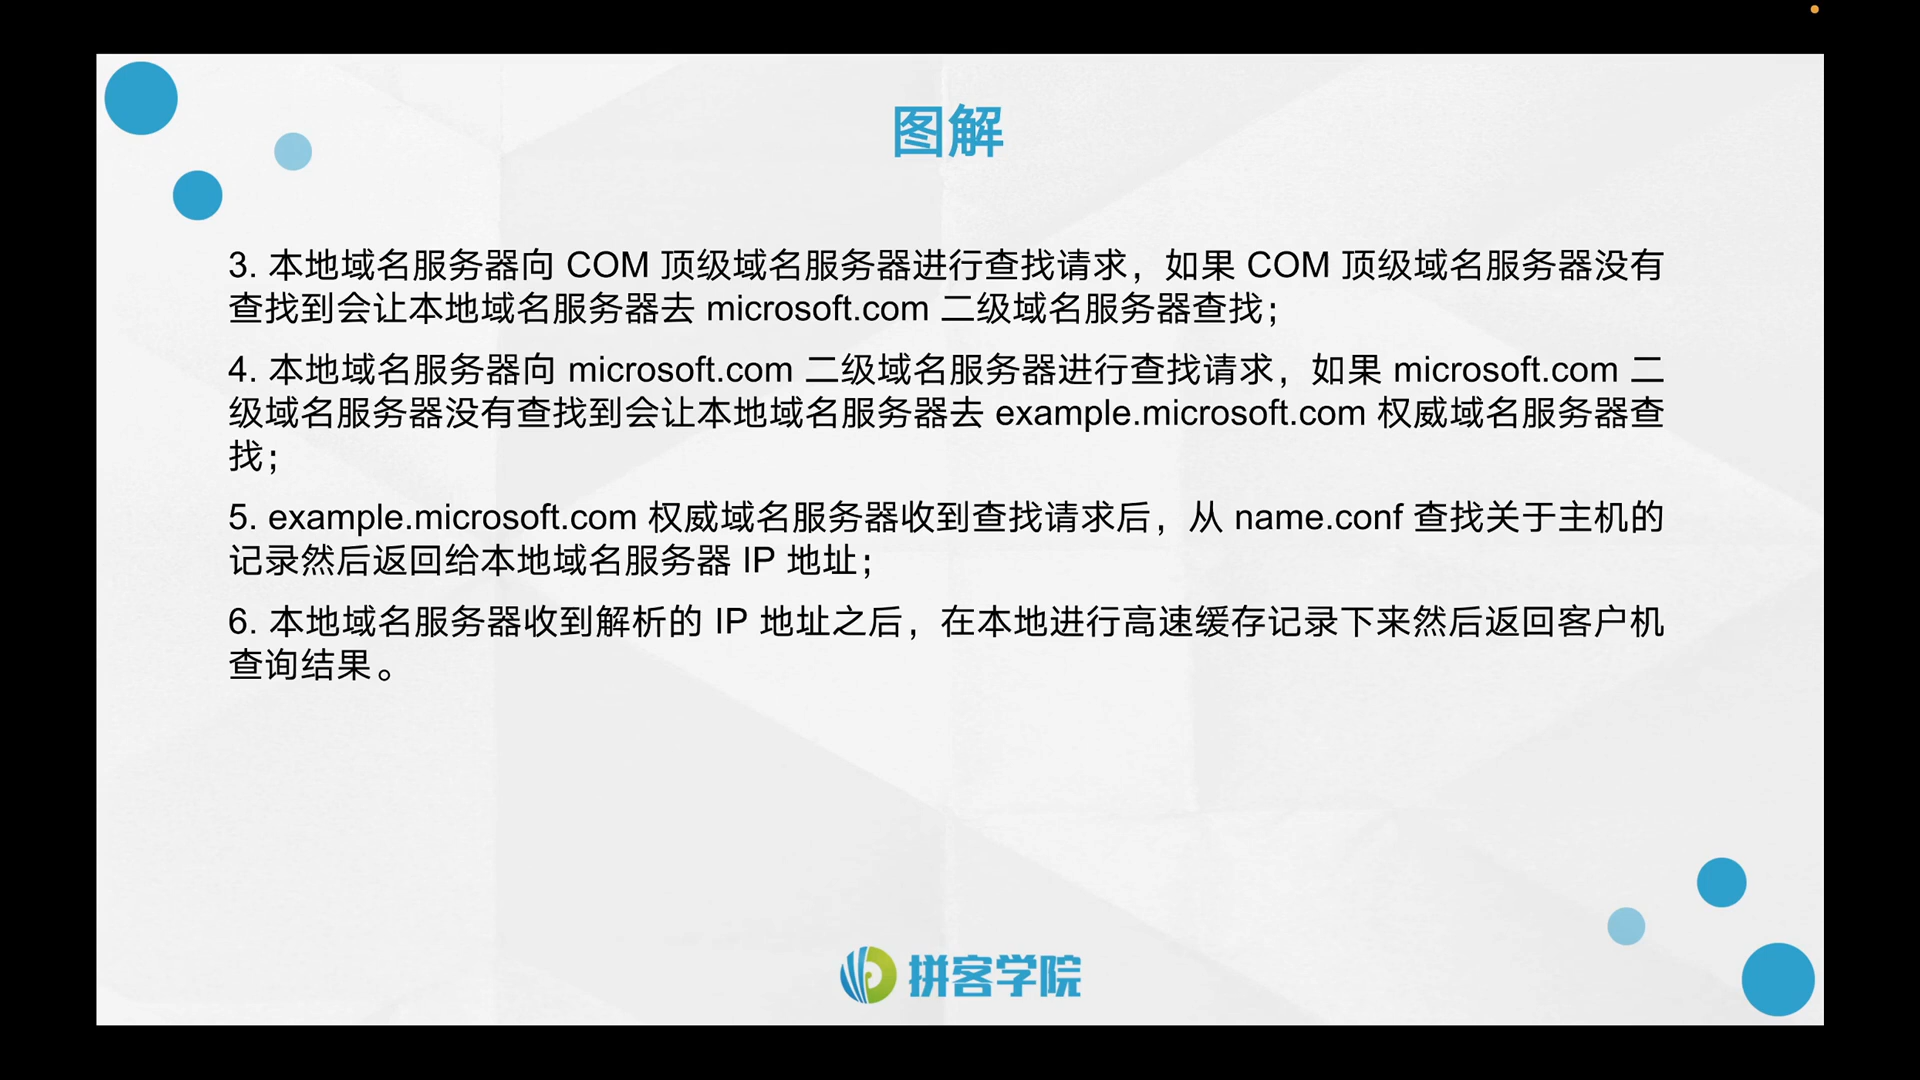 图解
3. 本地域名服务器向 COM 顶级域名服务器进行查找请求，如果 COM 顶级域名服务器没有
查找到会让本地域名服务器去 microsoft.com 二级域名服务器查找；
4. 本地域名服务器向 microsoft.com 二级域名服务器进行查找请求，如果 microsoft.com 二
级域名服务器没有查找到会让本地域名服务器去 example.microsoft.com 权威域名服务器查
找；
5. example.microsoft.com 权威域名服务器收到查找请求后，从 name.conf 查找关于主机的
记录然后返回给本地域名服务器 IP 地址；
6. 本地域名服务器收到解析的 IP 地址之后，在本地进行高速缓存记录下来然后返回客户机
查询结果。
拼客学院